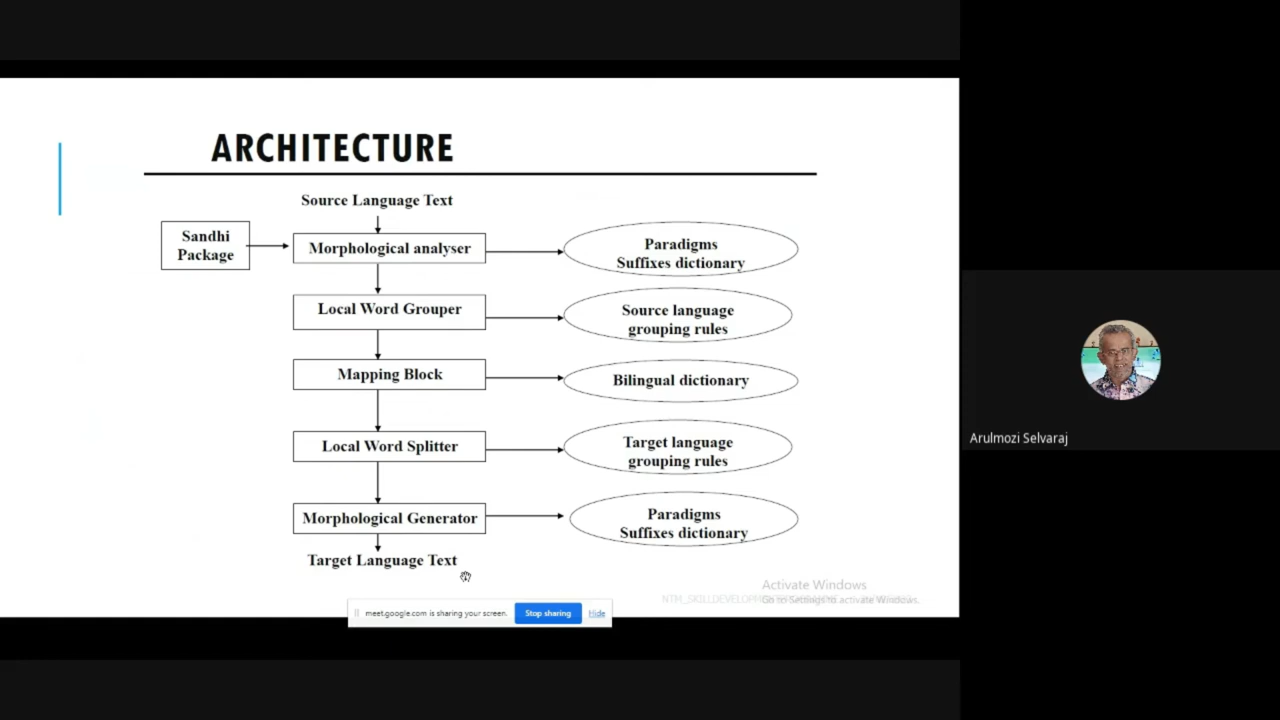 ARCHITECTURE
Source Language Text
Sandhi
Package
Morphological analyser
Paradigms
Suffixes dictionary
Local Word Grouper
Source language
grouping rules
Mapping Block
Bilingual dictionary
Local Word Splitter
Target language
grouping rules
Morphological Generator
Paradigms
Suffixes dictionary
Target Language Text
Arulmozi Selvaraj
Activate Windows
Go to Settings to activate Windows.
meet.google.com is sharing your screen.
Stop sharing
Hide